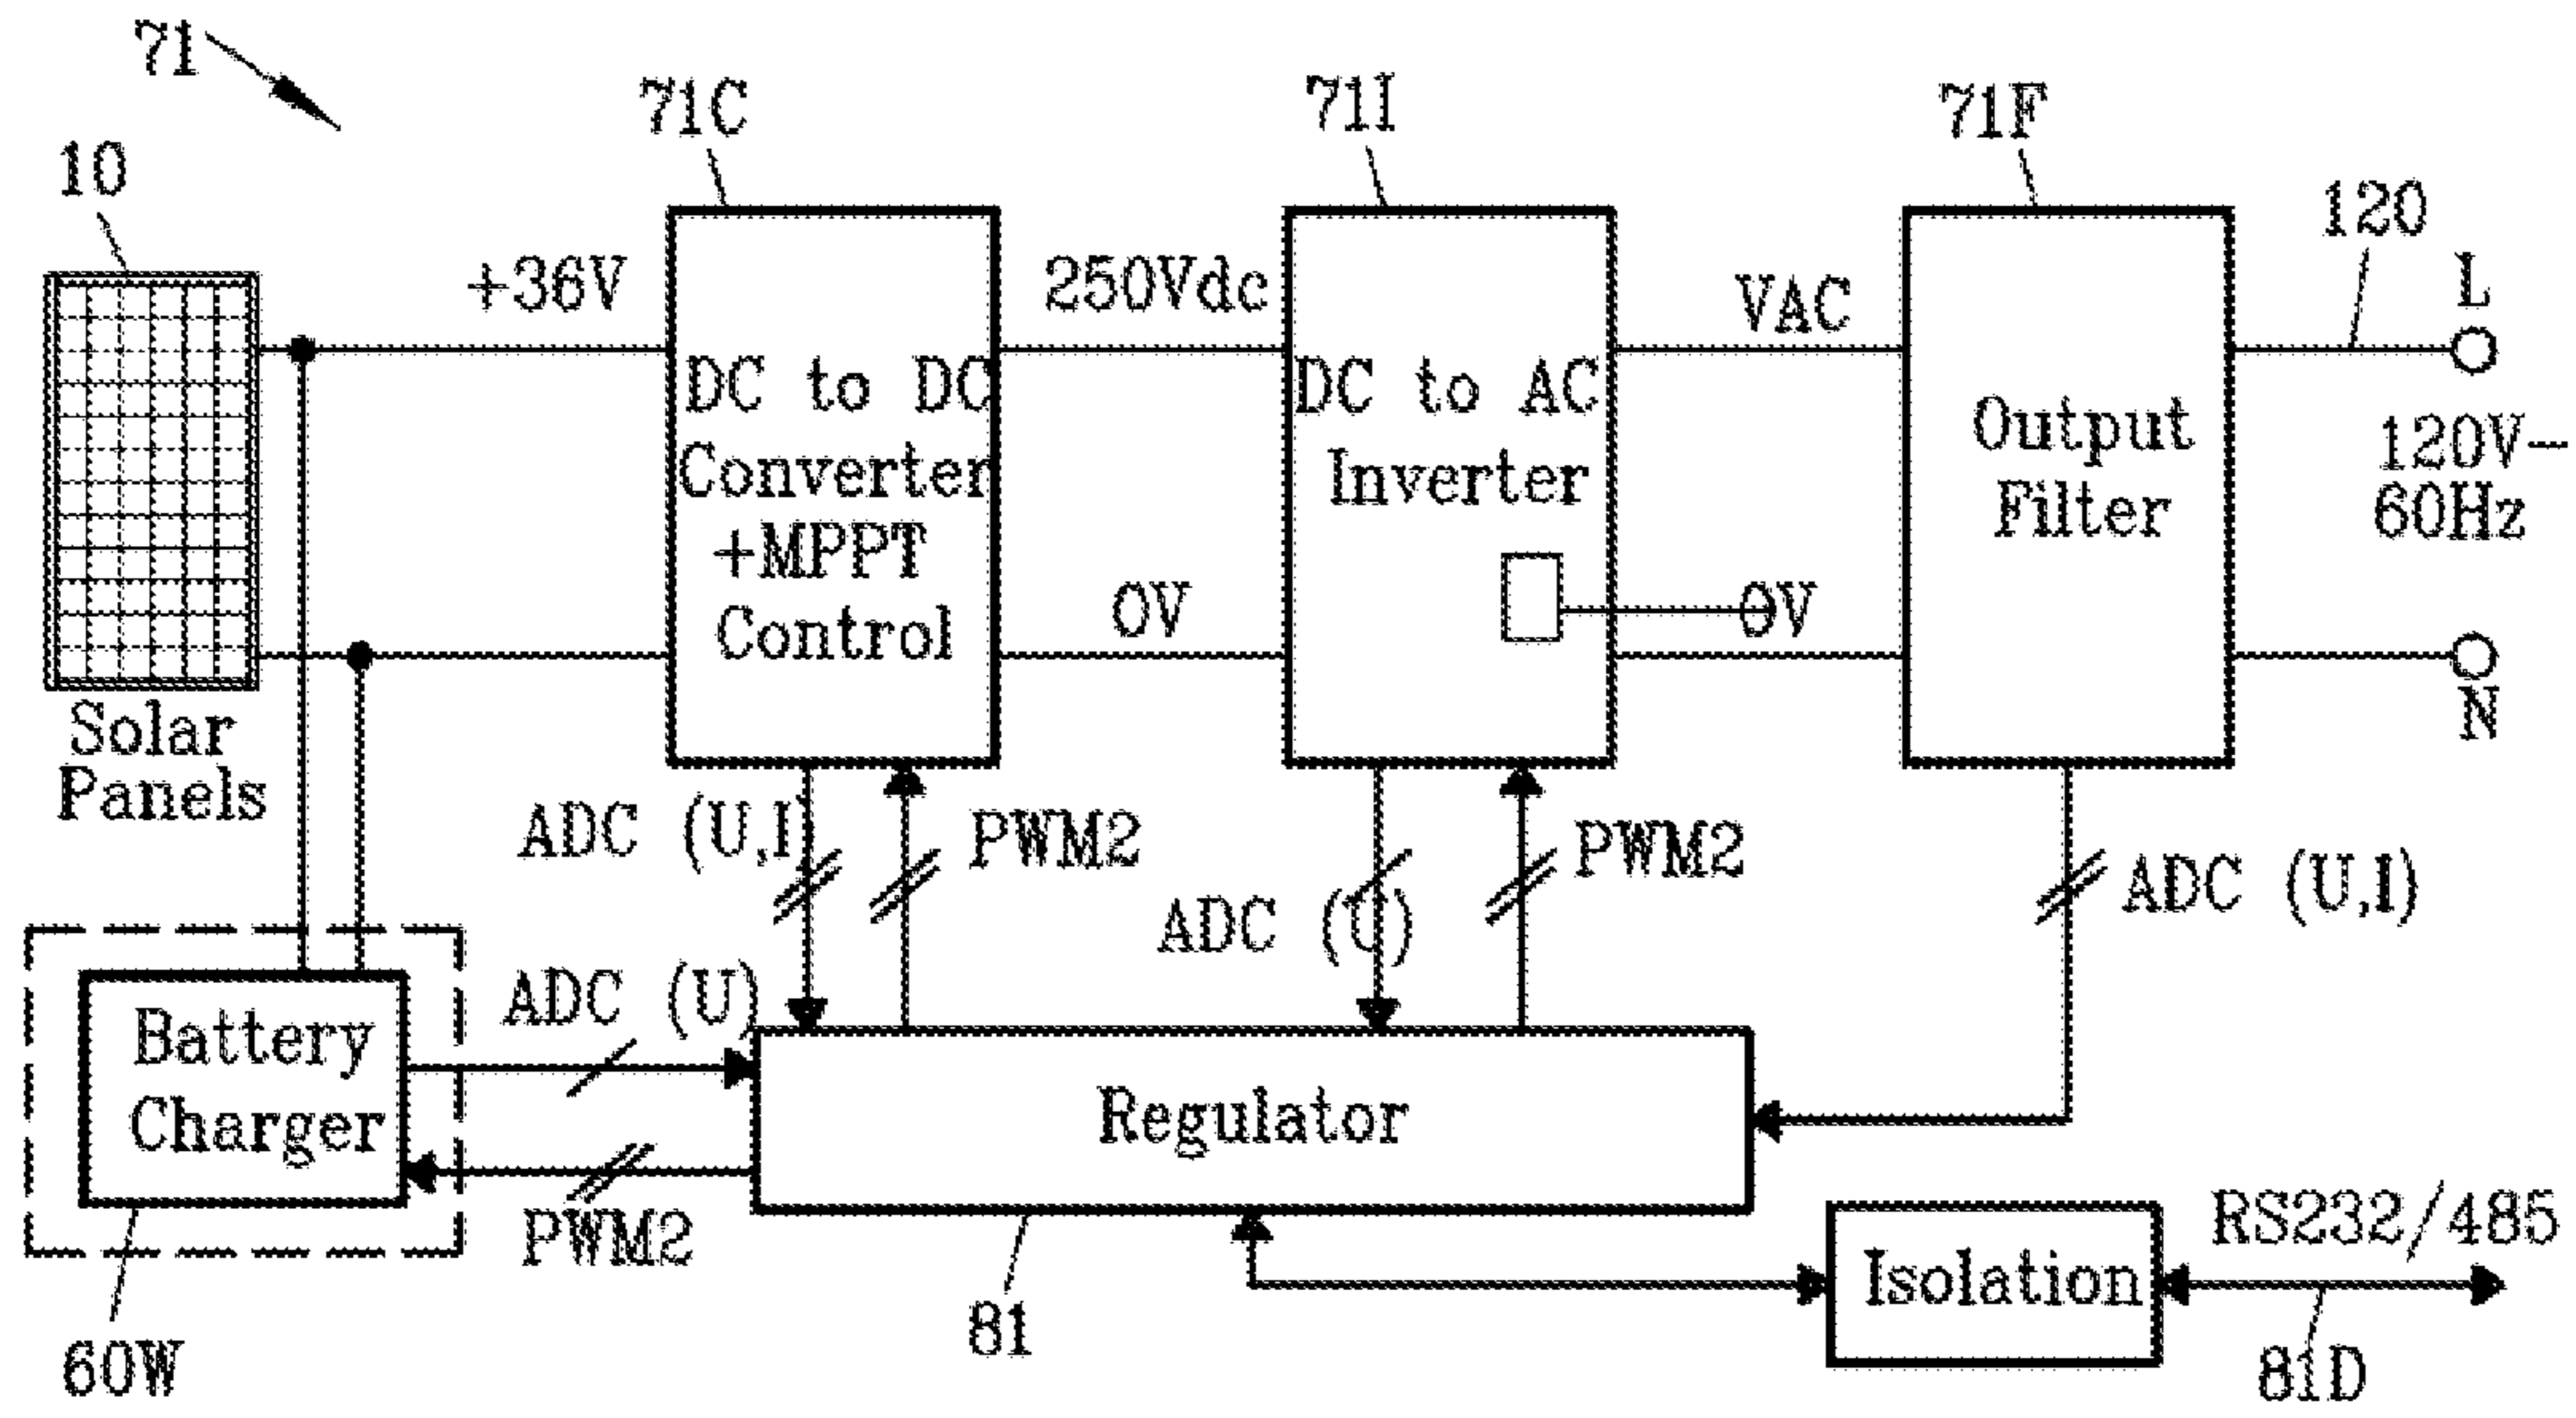 71
71C
71I
71F
10
120
L
+36V
250Vdc
VAC
DC to DC
Converter
+MPPT
Control
DC to AC
Inverter
Output
Filter
120V-
60Hz
0V
0V
N
Solar
Panels
ADC (U,I)
PWM2
ADC (U)
PWM2
ADC (U,I)
Battery
Charger
ADC (U)
PWM2
Regulator
Isolation
RS232/485
60W
81
81D